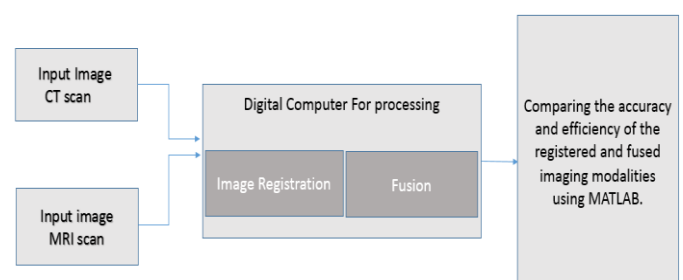 Input Image
CT scan
Input image
MRI scan
Digital Computer For processing
Image Registration
Fusion
Comparing the accuracy
and efficiency of the
registered and fused
imaging modalities
using MATLAB.